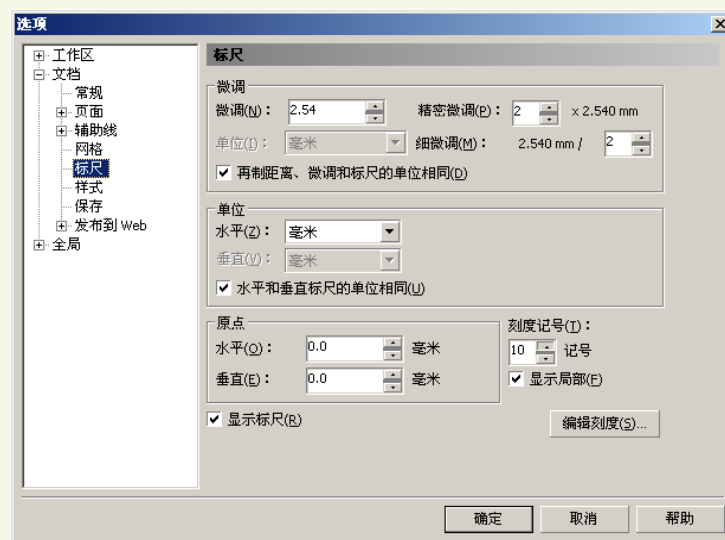 选项
工作区
文档
常规
页面
辅助线
网格
标尺
样式
保存
发布到 Web
全局
标尺
微调
微调(N): 2.54 精密微调(P): 2 x 2.540 mm
单位(I): 毫米 细微调(M): 2.540 mm / 2
再制距离、微调和标尺的单位相同(D)
单位
水平(Z): 毫米
垂直(V): 毫米
水平和垂直标尺的单位相同(U)
原点
水平(O): 0.0 毫米
垂直(E): 0.0 毫米
刻度记号(T):
10 记号
显示局部(F)
显示标尺(R)
编辑刻度(S)...
确定 取消 帮助